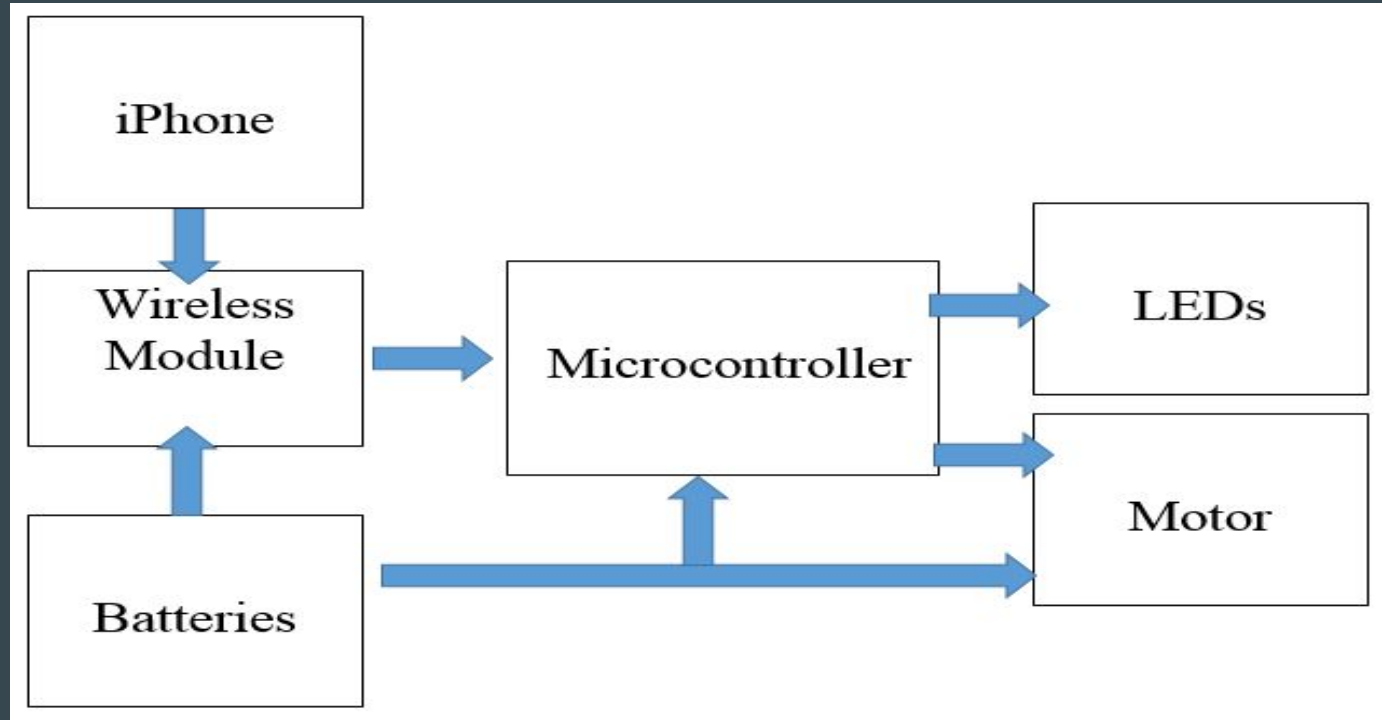 iPhone
Wireless
Module
Microcontroller
LEDs
Motor
Batteries